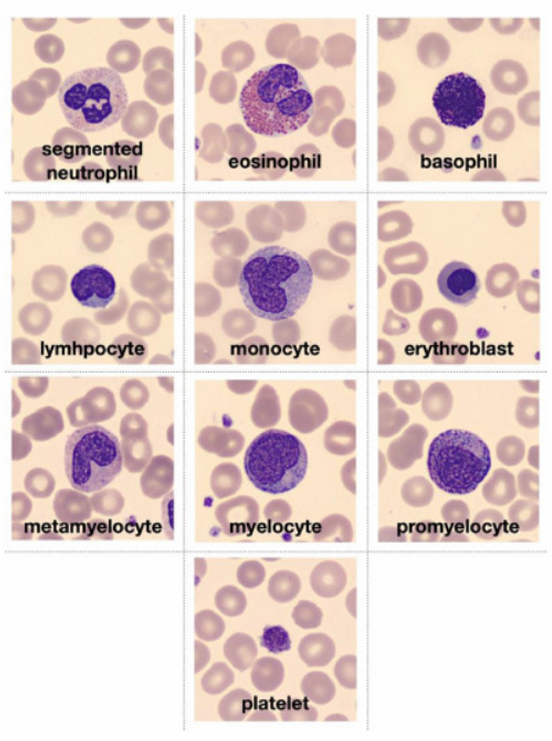 segmented
neutrophil
eosinophil
basophil
lymhpocyte
monocyte
erythroblast
metamyelocyte
myelocyte
promyelocyte
platelet